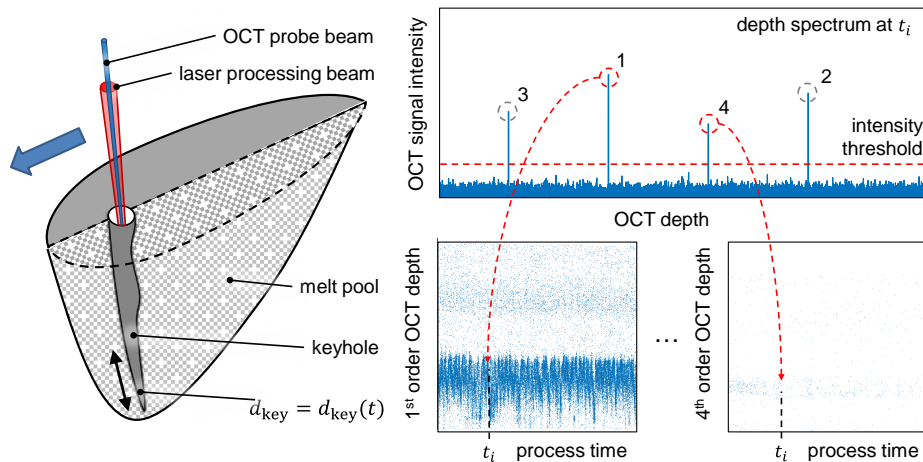 OCT probe beam
laser processing beam
melt pool
keyhole
d_key = d_key(t)
OCT signal intensity
depth spectrum at t_i
3
1
4
2
intensity
threshold
OCT depth
1st order OCT depth
t_i process time
...
4th order OCT depth
t_i process time